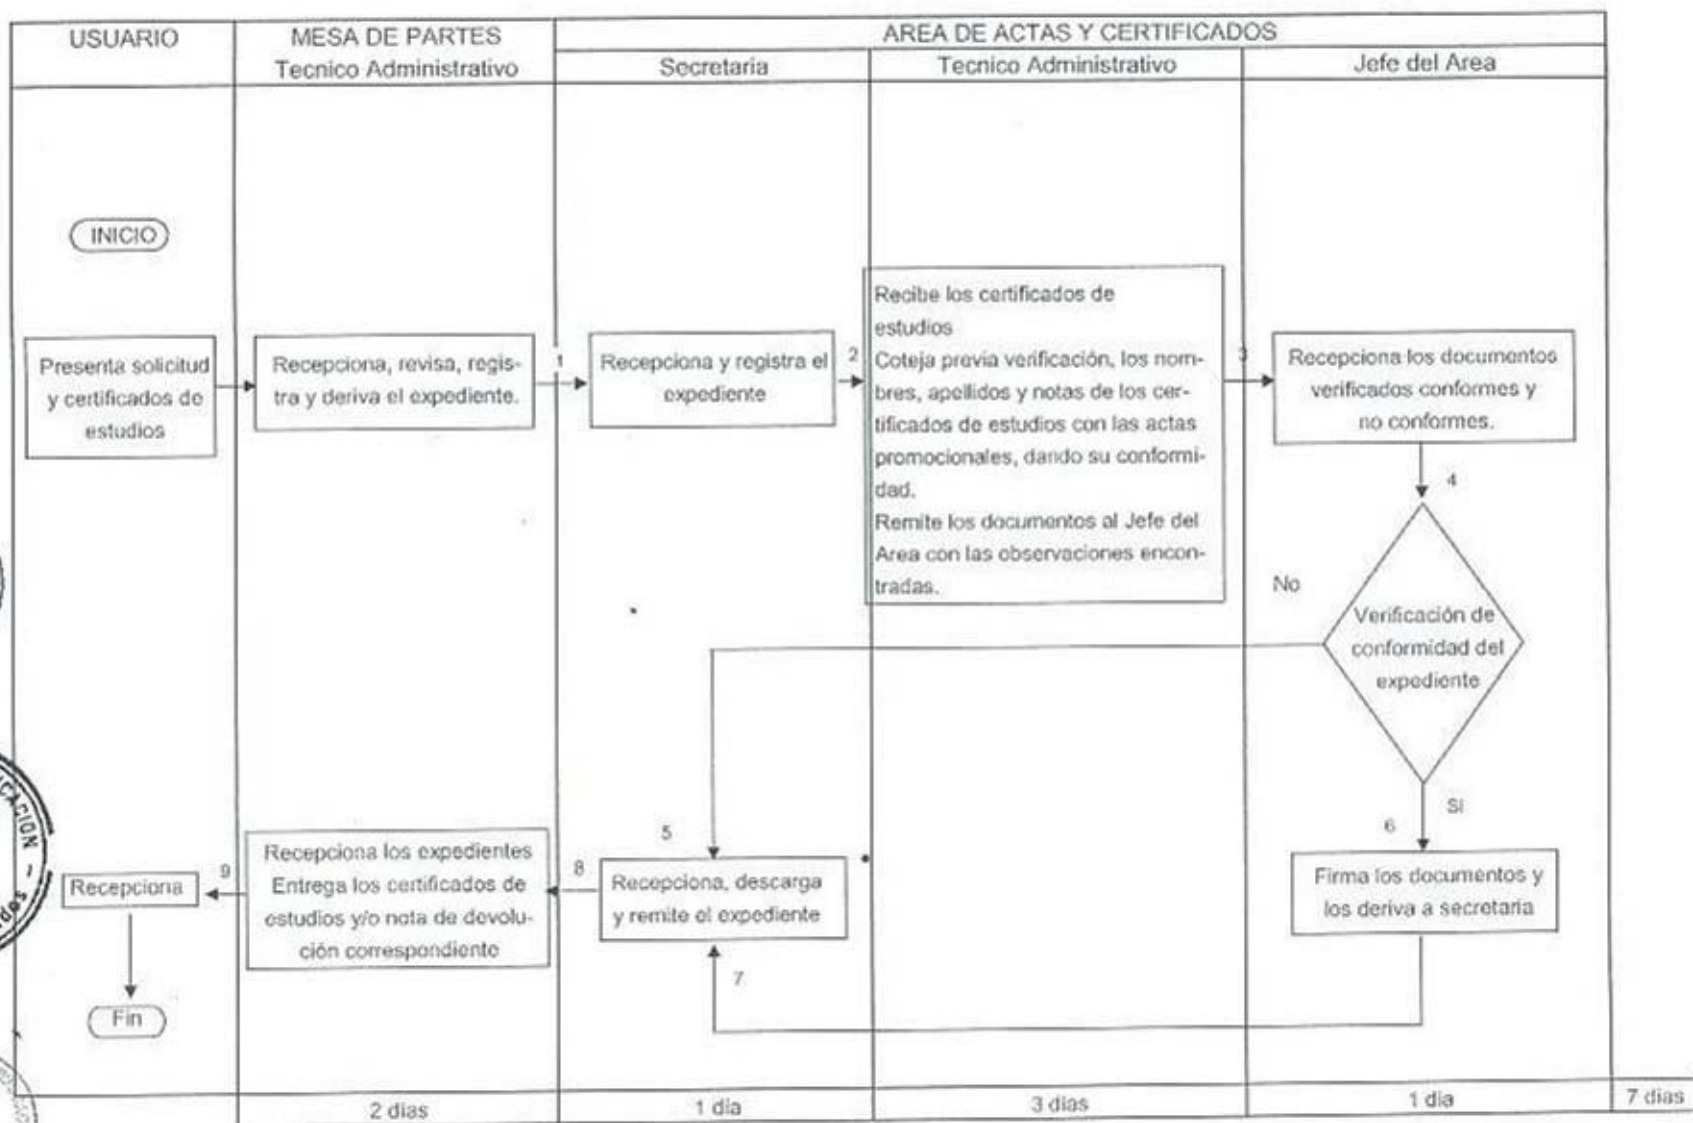 USUARIO
MESA DE PARTES
Tecnico Administrativo
AREA DE ACTAS Y CERTIFICADOS
Secretaria
Tecnico Administrativo
Jefe del Area
INICIO
Presenta solicitud
y certificados de
estudios
Recepciona, revisa, regis-
tra y deriva el expediente.
1
Recepciona y registra el
expediente
2
Recibe los certificados de
estudios
Coteja previa verificación, los nom-
bres, apellidos y notas de los cer-
tificados de estudios con las actas
promocionales, dando su conformi-
dad.
Remite los documentos al Jefe del
Area con las observaciones encon-
tradas.
3
Recepciona los documentos
verificados conformes y
no conformes.
4
No
Verificación de
conformidad del
expediente
SI
6
Firma los documentos y
los deriva a secretaria
5
Recepciona, descarga
y remite el expediente
7
8
Recepciona los expedientes
Entrega los certificados de
estudios y/o nota de devolu-
ción correspondiente
9
Recepciona
Fin
2 dias
1 dia
3 dias
1 dia
7 dias